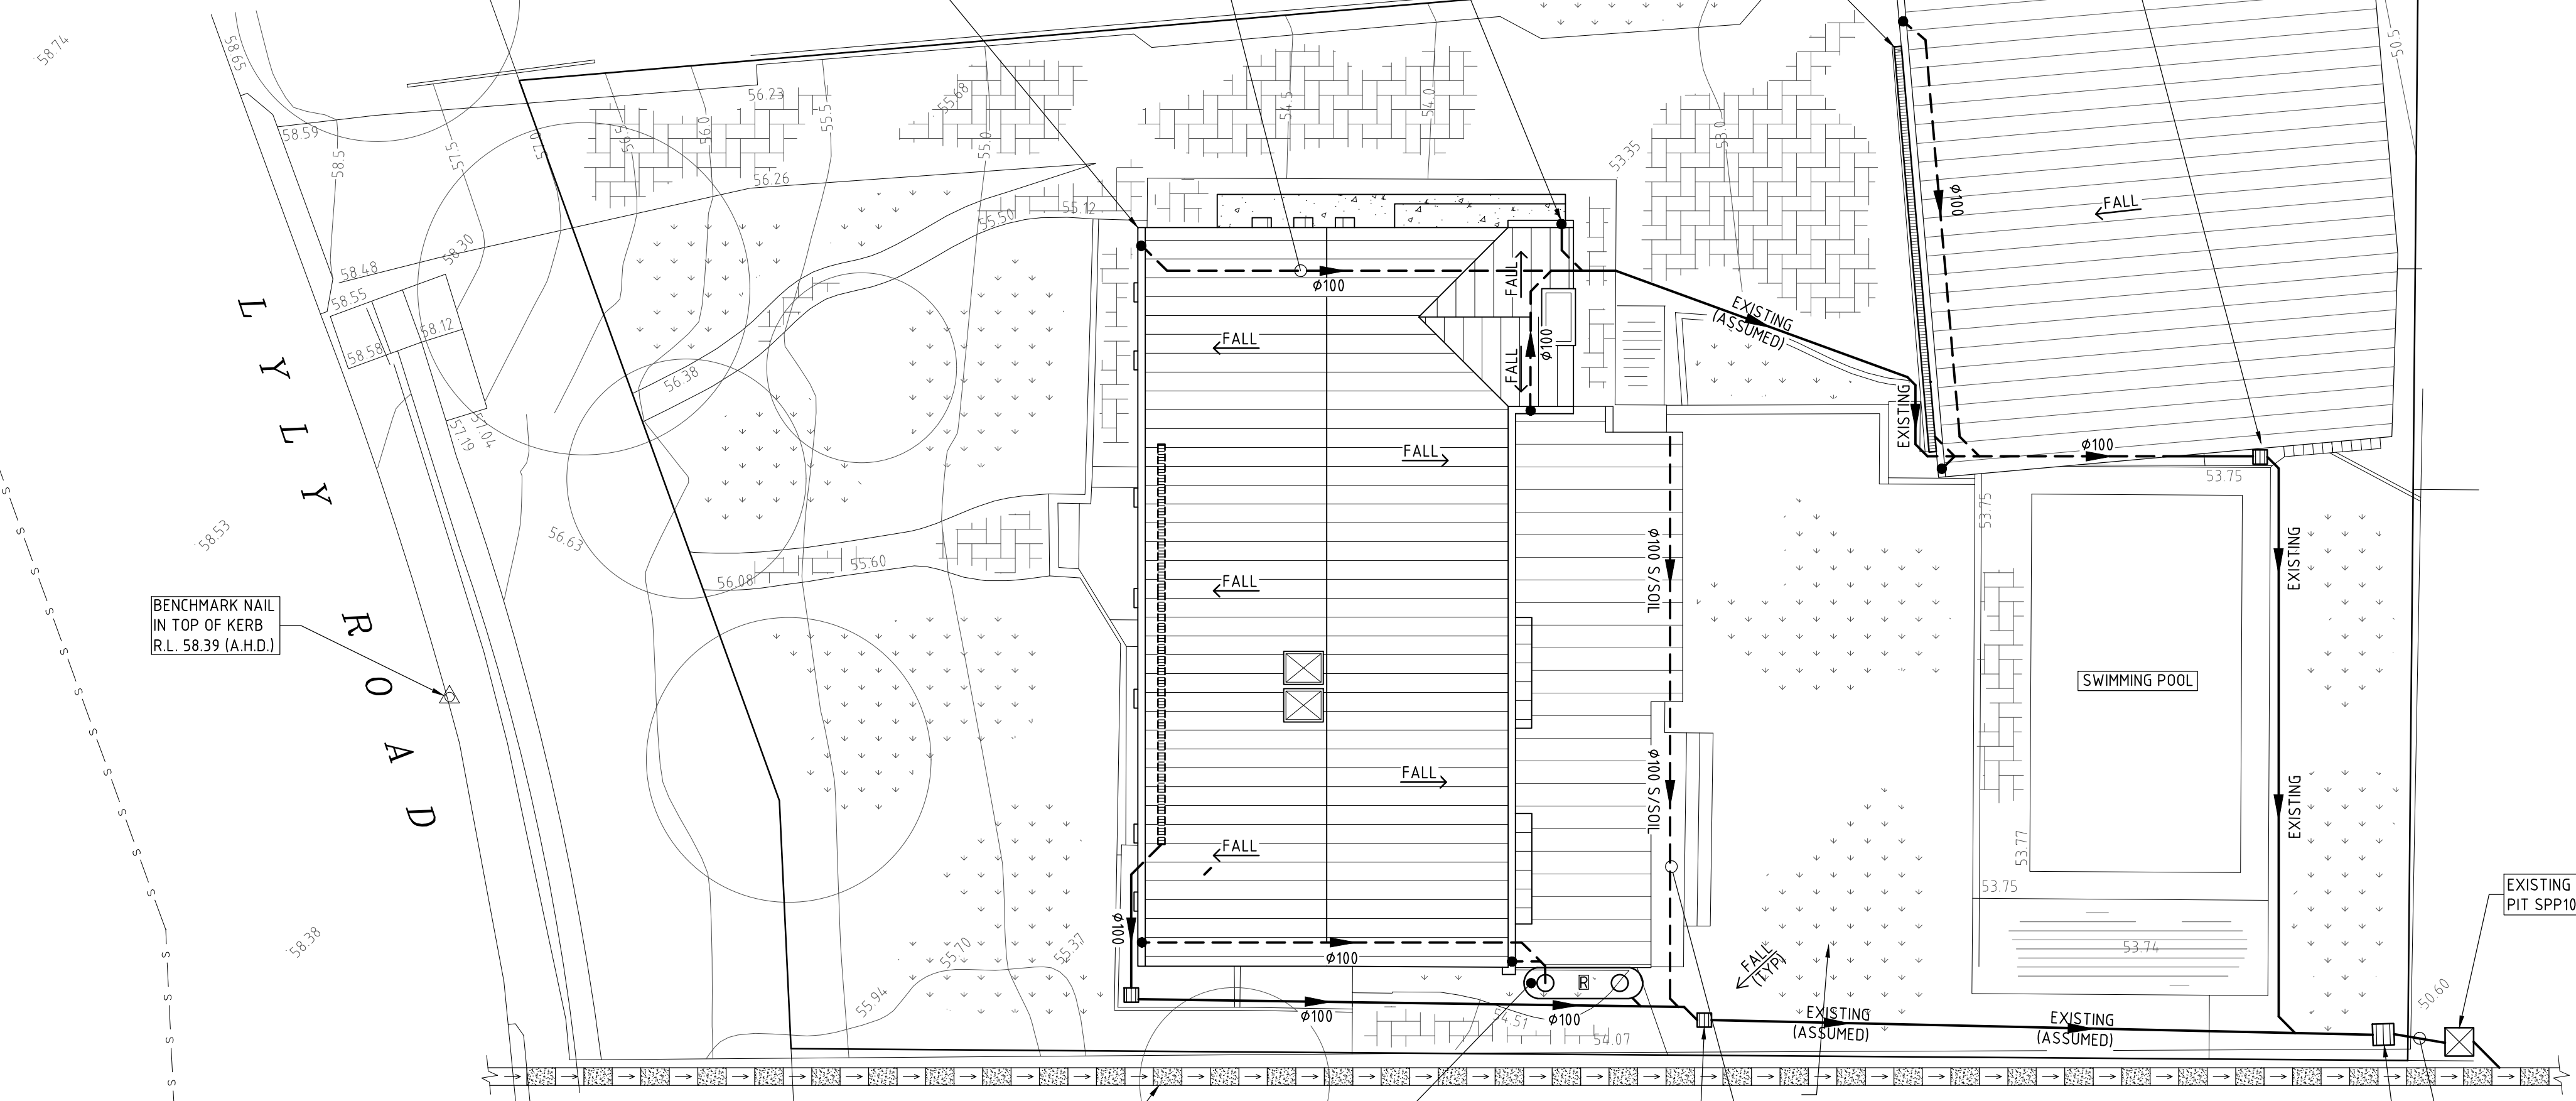 58.74
58.65
58.59
58.5
57.5
57.0
56.5
56.23
56.0
55.5
55.68
55.0
54.5
54.0
53.35
53.0
50.5
56.26
55.50
55.12
58.30
58.48
58.55
58.12
58.58
57.04
57.19
56.38
56.63
56.08
55.60
58.53
LYLY ROAD
BENCHMARK NAIL
IN TOP OF KERB
R.L. 58.39 (A.H.D.)
58.38
55.94
55.70
55.37
Ø100
FALL
FALL
FALL
Ø100
EXISTING
(ASSUMED)
EXISTING
Ø100
FALL
Ø100
53.75
53.75
FALL
FALL
FALL
FALL
FALL
Ø100 S/SOIL
Ø100 S/SOIL
EXISTING
EXISTING
SWIMMING POOL
53.77
53.75
53.74
FALL
(TYP)
Ø100
Ø100
R
Ø100
54.51
Ø100
54.07
EXISTING
(ASSUMED)
EXISTING
(ASSUMED)
50.60
EXISTING
PIT SPP10
S S S S S S S S S S S S S